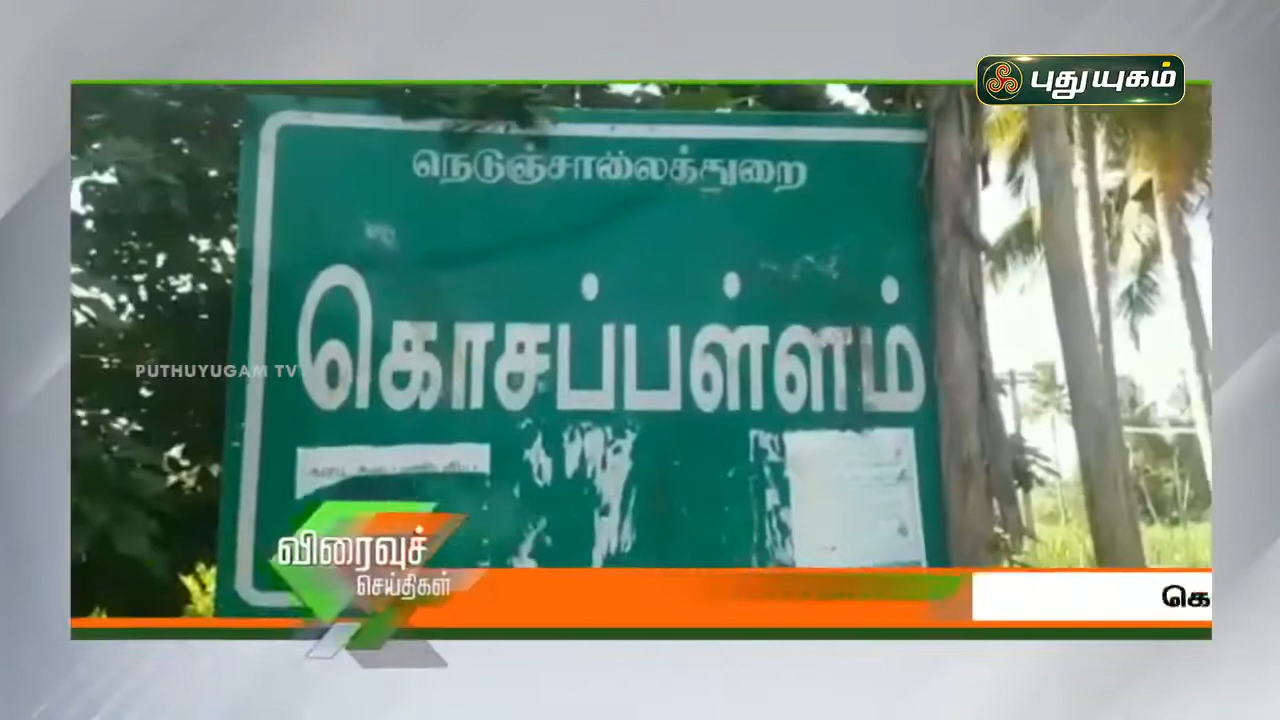 புதுயுகம்
நெடுஞ்சாலைத்துறை
கொசப்பள்ளம்
PUTHUYUGAM TV
விரைவுச்
செய்திகள்
கெ